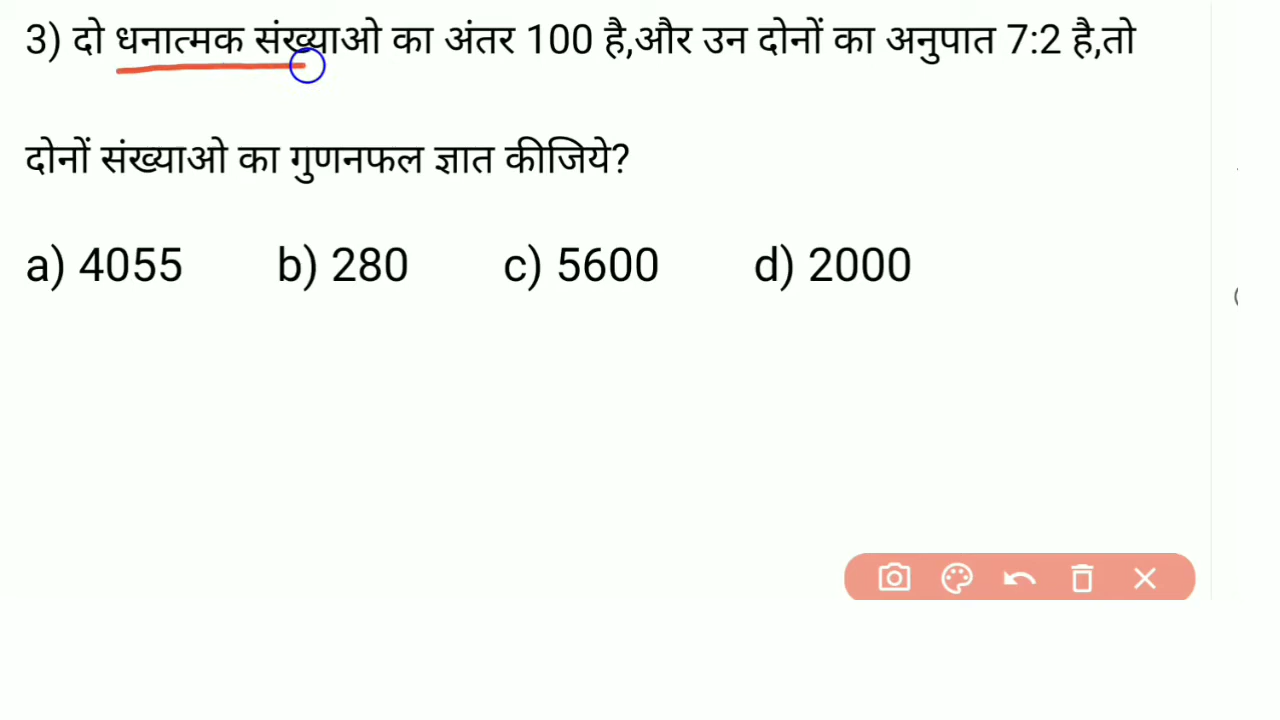 3) दो धनात्मक संख्याओ का अंतर 100 है,और उन दोनों का अनुपात 7:2 है,तो
दोनों संख्याओ का गुणनफल ज्ञात कीजिये?
a) 4055 b) 280 c) 5600 d) 2000